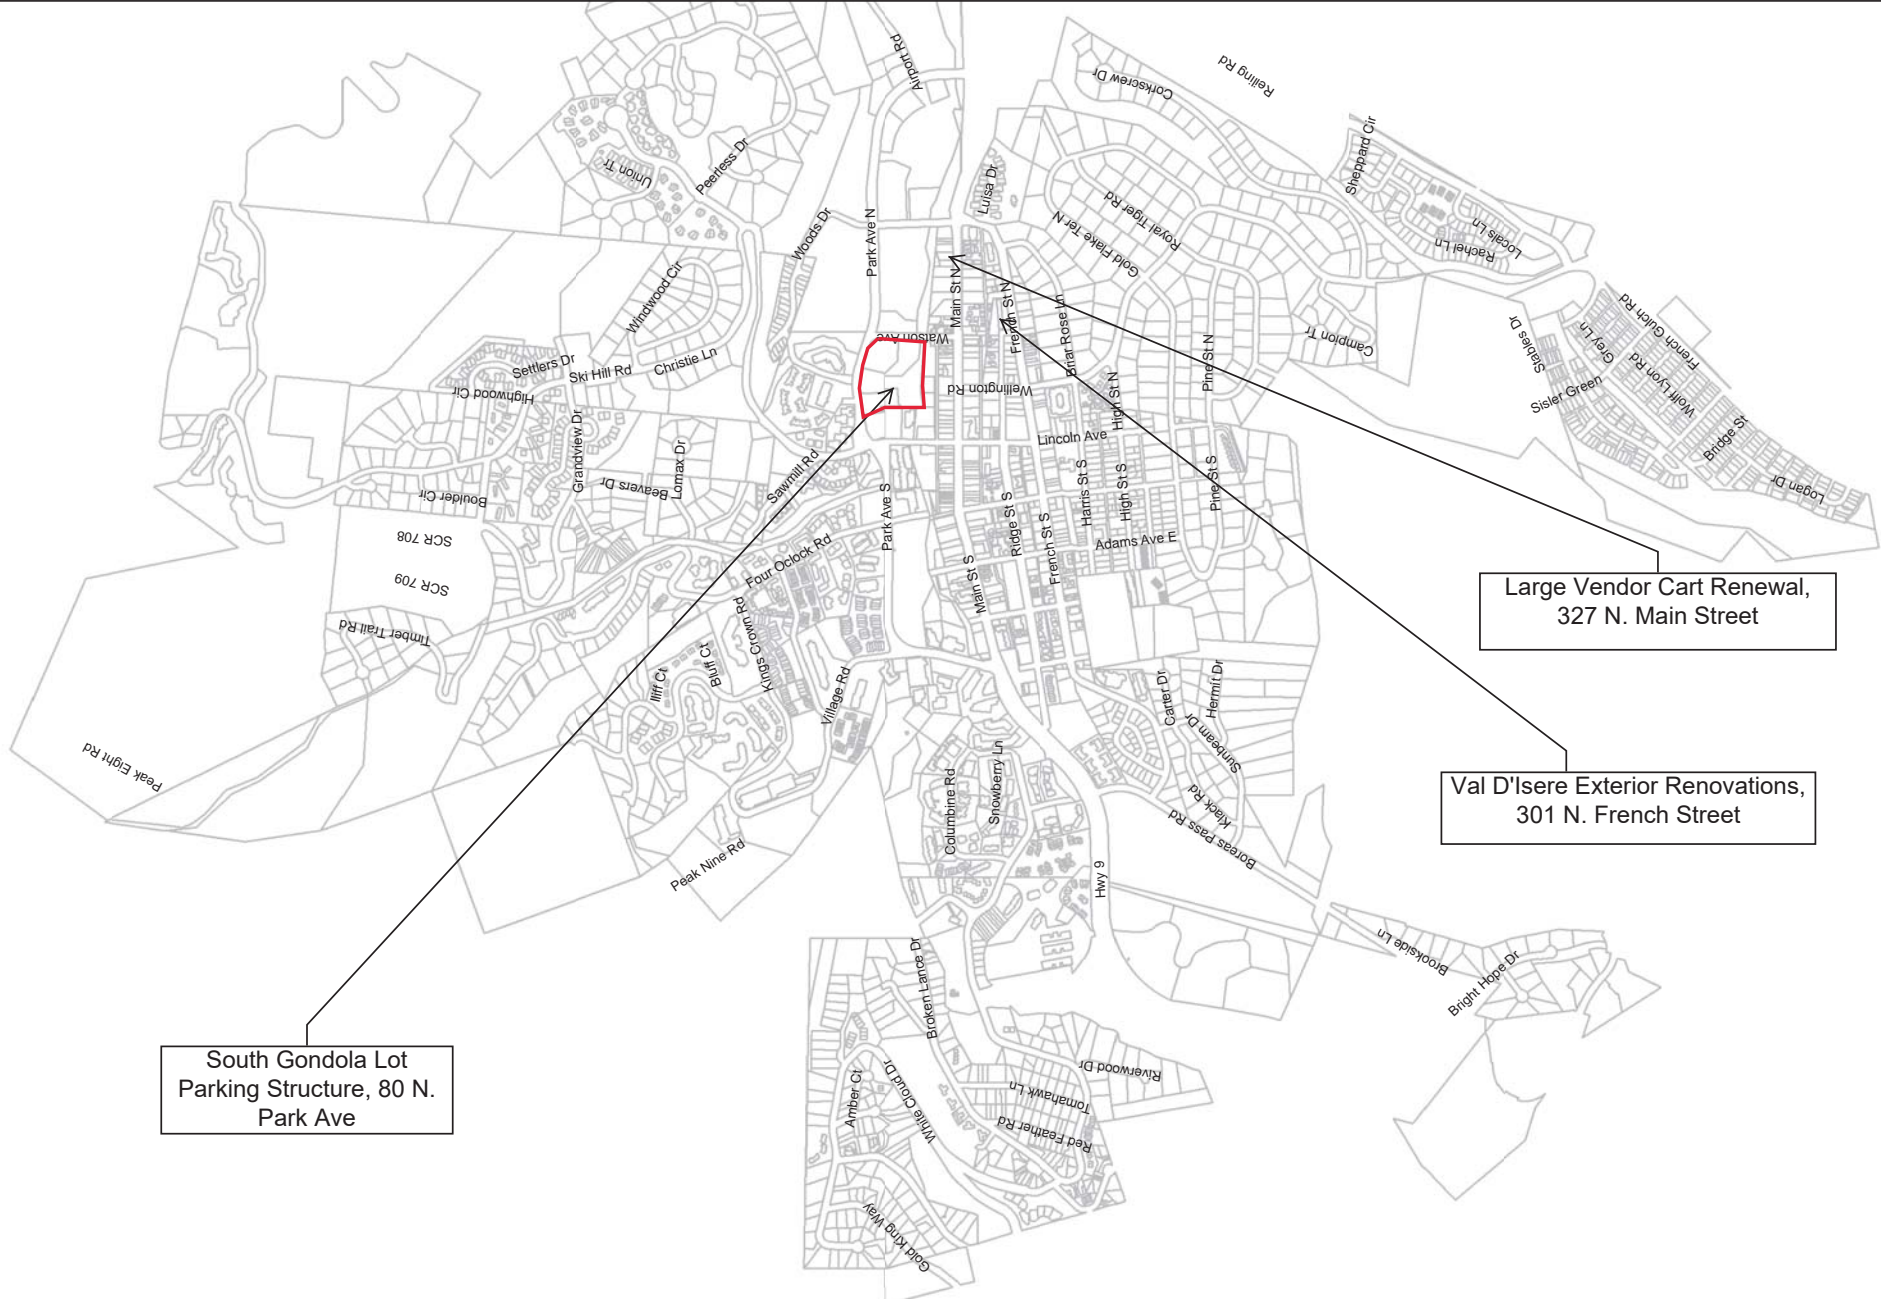 Airport Rd
Reiling Rd
Corkscrew Dr
Sheppard Cir
Union Tr
Peerless Dr
Luisa Dr
Royal Tiger Rd
Gold Flake Ter N
Locals Ln
Rachel Ln
Woods Dr
Park Ave N
Windwood Cir
Main St N
French St N
Briar Rose Ln
Campion Tr
Stables Dr
Grey Ln
French Gulch Rd
Wolff Lyon Rd
Watson Ave
Settlers Dr
Ski Hill Rd
Christie Ln
Highwood Cir
Wellington Rd
High St N
Pine St N
Sisler Green
Bridge St
Logan Dr
Lincoln Ave
Grandview Dr
Lomax Dr
Beavers Dr
Boulder Cir
Sawmill Rd
Park Ave S
Ridge St S
Harris St S
High St S
Pine St S
French St S
Adams Ave E
SCR 708
SCR 709
Four Oclock Rd
Main St S
Timber Trail Rd
Kings Crown Rd
Bluff Ct
Iliff Ct
Village Rd
Carter Dr
Hermit Dr
Sunbeam Dr
Large Vendor Cart Renewal,
327 N. Main Street
Peak Eight Rd
Columbine Rd
Snowberry Ln
Klack Rd
Boreas Pass Rd
Val D'Isere Exterior Renovations,
301 N. French Street
Peak Nine Rd
Hwy 9
Brookside Ln
Bright Hope Dr
Broken Lance Dr
South Gondola Lot
Parking Structure, 80 N.
Park Ave
Amber Ct
White Cloud Dr
Riverwood Dr
Tomahawk Ln
Red Feather Rd
Gold King Way